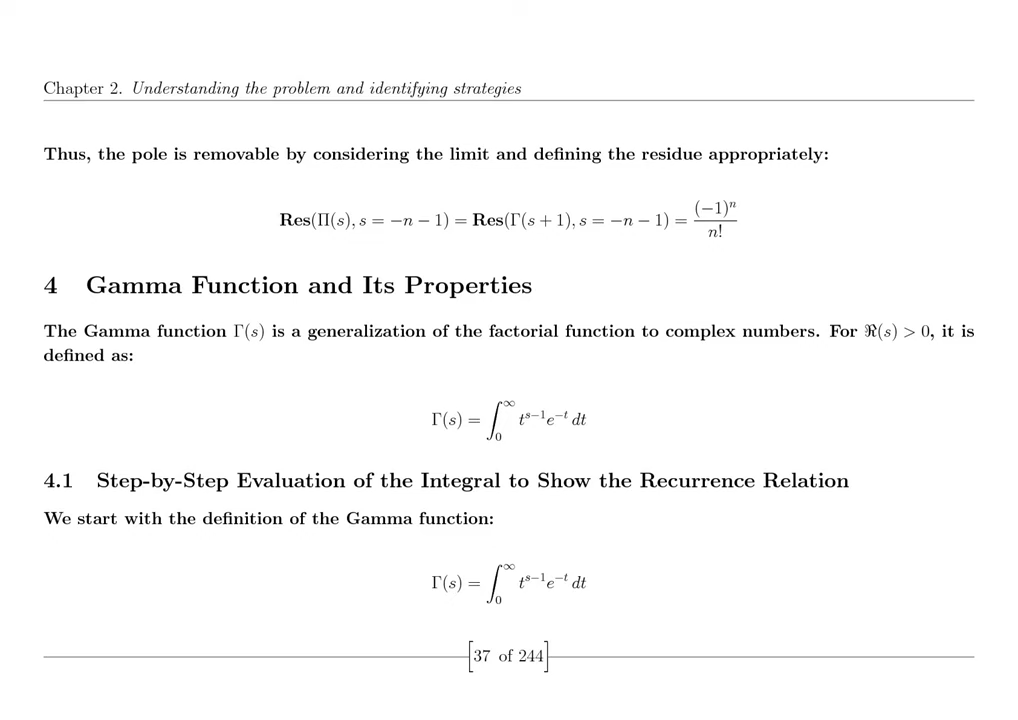 Chapter 2. Understanding the problem and identifying strategies
Thus, the pole is removable by considering the limit and defining the residue appropriately:
Res(Π(s), s = −n − 1) = Res(Γ(s + 1), s = −n − 1) = (−1)ⁿ / n!
4 Gamma Function and Its Properties
The Gamma function Γ(s) is a generalization of the factorial function to complex numbers. For ℜ(s) > 0, it is
defined as:
Γ(s) = ∫₀^∞ t^{s−1} e^{−t} dt
4.1 Step-by-Step Evaluation of the Integral to Show the Recurrence Relation
We start with the definition of the Gamma function:
Γ(s) = ∫₀^∞ t^{s−1} e^{−t} dt
[37 of 244]